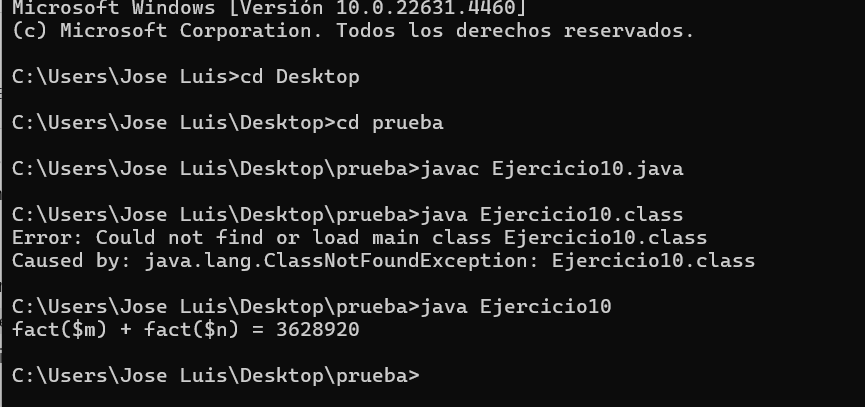 Microsoft Windows [Versión 10.0.22631.4460]
(c) Microsoft Corporation. Todos los derechos reservados.
C:\Users\Jose Luis>cd Desktop
C:\Users\Jose Luis\Desktop>cd prueba
C:\Users\Jose Luis\Desktop\prueba>javac Ejercicio10.java
C:\Users\Jose Luis\Desktop\prueba>java Ejercicio10.class
Error: Could not find or load main class Ejercicio10.class
Caused by: java.lang.ClassNotFoundException: Ejercicio10.class
C:\Users\Jose Luis\Desktop\prueba>java Ejercicio10
fact($m) + fact($n) = 3628920
C:\Users\Jose Luis\Desktop\prueba>